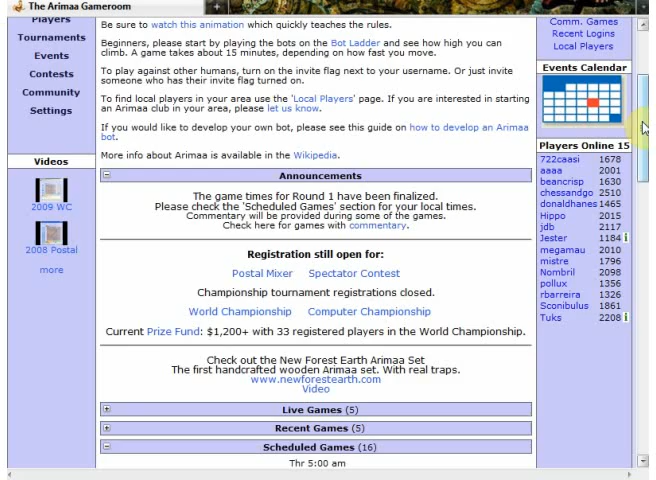 The Arimaa Gameroom
Players
Tournaments
Events
Contests
Community
Settings
Videos
2009 WC
2008 Postal
more
Be sure to watch this animation which quickly teaches the rules.
Beginners, please start by playing the bots on the Bot Ladder and see how high you can
climb. A game takes about 15 minutes, depending on how fast you move.
To play against other humans, turn on the invite flag next to your username. Or just invite
someone who has their invite flag turned on.
To find local players in your area use the 'Local Players' page. If you are interested in starting
an Arimaa club in your area, please let us know.
If you would like to develop your own bot, please see this guide on how to develop an Arimaa
bot.
More info about Arimaa is available in the Wikipedia.
Announcements
The game times for Round 1 have been finalized.
Please check the 'Scheduled Games' section for your local times.
Commentary will be provided during some of the games.
Check here for games with commentary.
Registration still open for:
Postal Mixer Spectator Contest
Championship tournament registrations closed.
World Championship Computer Championship
Current Prize Fund: $1,200+ with 33 registered players in the World Championship.
Check out the New Forest Earth Arimaa Set
The first handcrafted wooden Arimaa set. With real traps.
www.newforestearth.com
Video
Live Games (5)
Recent Games (5)
Scheduled Games (16)
Thr 5:00 am
Comm. Games
Recent Logins
Local Players
Events Calendar
Players Online 15
722caasi 1678
aaaa 2001
beancrisp 1630
chessandgo 2510
donaldhanes 1465
Hippo 2015
jdb 2117
Jester 1184 i
megamau 2010
mistre 1796
Nombril 2098
pollux 1356
rbarreira 1326
Sconibulus 1861
Tuks 2208 i